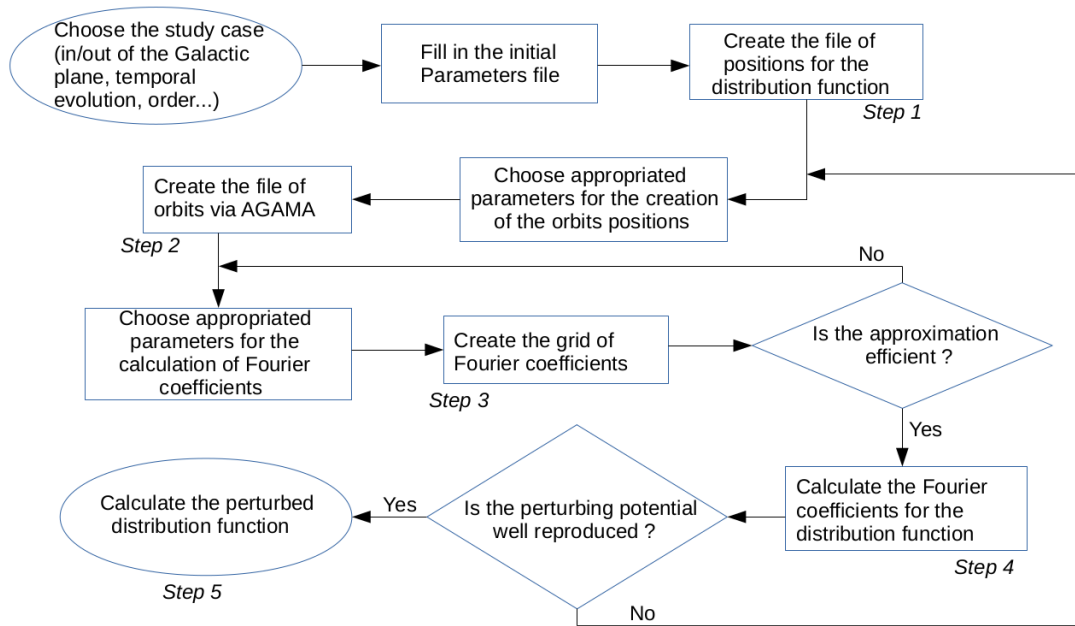 Choose the study case
(in/out of the Galactic
plane, temporal
evolution, order...)
Fill in the initial
Parameters file
Create the file of
positions for the
distribution function
Step 1
Choose appropriated
parameters for the creation
of the orbits positions
Create the file of
orbits via AGAMA
Step 2
No
Choose appropriated
parameters for the
calculation of Fourier
coefficients
Create the grid of
Fourier coefficients
Step 3
Is the approximation
efficient ?
Yes
Calculate the Fourier
coefficients for the
distribution function
Step 4
Is the perturbing potential
well reproduced ?
Yes
Calculate the perturbed
distribution function
Step 5
No